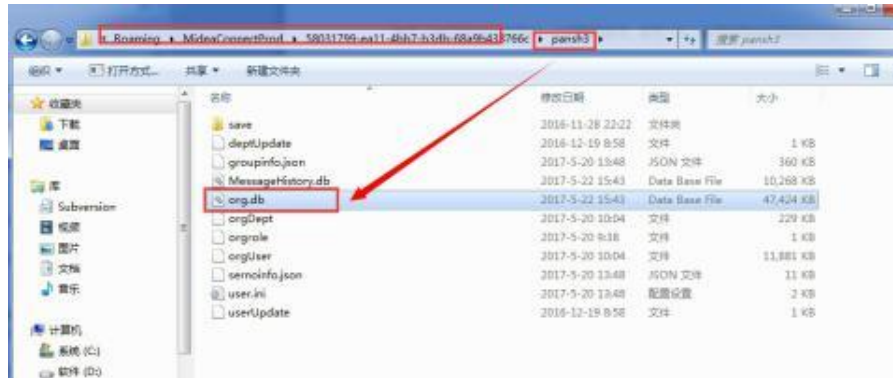 Roaming ▸ MideaConnectProd ▸ 58031799-ea11-4bb7-b3db-68a9b433766c ▸ pansh3 搜索 pansh3
组织 打开方式... 共享 新建文件夹
收藏夹
下载
桌面
库
Subversion
视频
图片
文档
音乐
计算机
系统 (C:)
软件 (D:)
名称 修改日期 类型 大小
save 2016-11-28 22:22 文件夹
deptUpdate 2016-12-19 8:58 文件 1 KB
groupinfo.json 2017-5-20 13:48 JSON 文件 360 KB
MessageHistory.db 2017-5-22 15:43 Data Base File 10,268 KB
org.db 2017-5-22 15:43 Data Base File 47,424 KB
orgDept 2017-5-20 10:04 文件 229 KB
orgrole 2017-5-20 9:38 文件 1 KB
orgUser 2017-5-20 10:04 文件 11,881 KB
sernoinfo.json 2017-5-20 13:48 JSON 文件 11 KB
user.ini 2017-5-20 13:48 配置设置 2 KB
userUpdate 2016-12-19 8:58 文件 1 KB